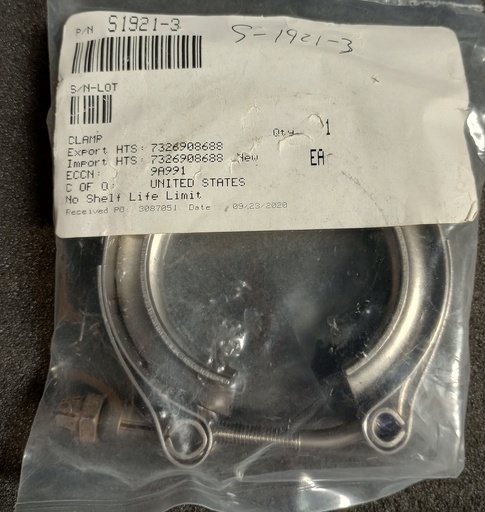 P/N S1921-3
S-1921-3
S/N-LOT
CLAMP
Qty 1
Export HTS: 7326908688
Import HTS: 7326908688 New EA
ECCN: 9A991
C OF O: UNITED STATES
No Shelf Life Limit
Received PO: 3087051 Date 09/23/2020